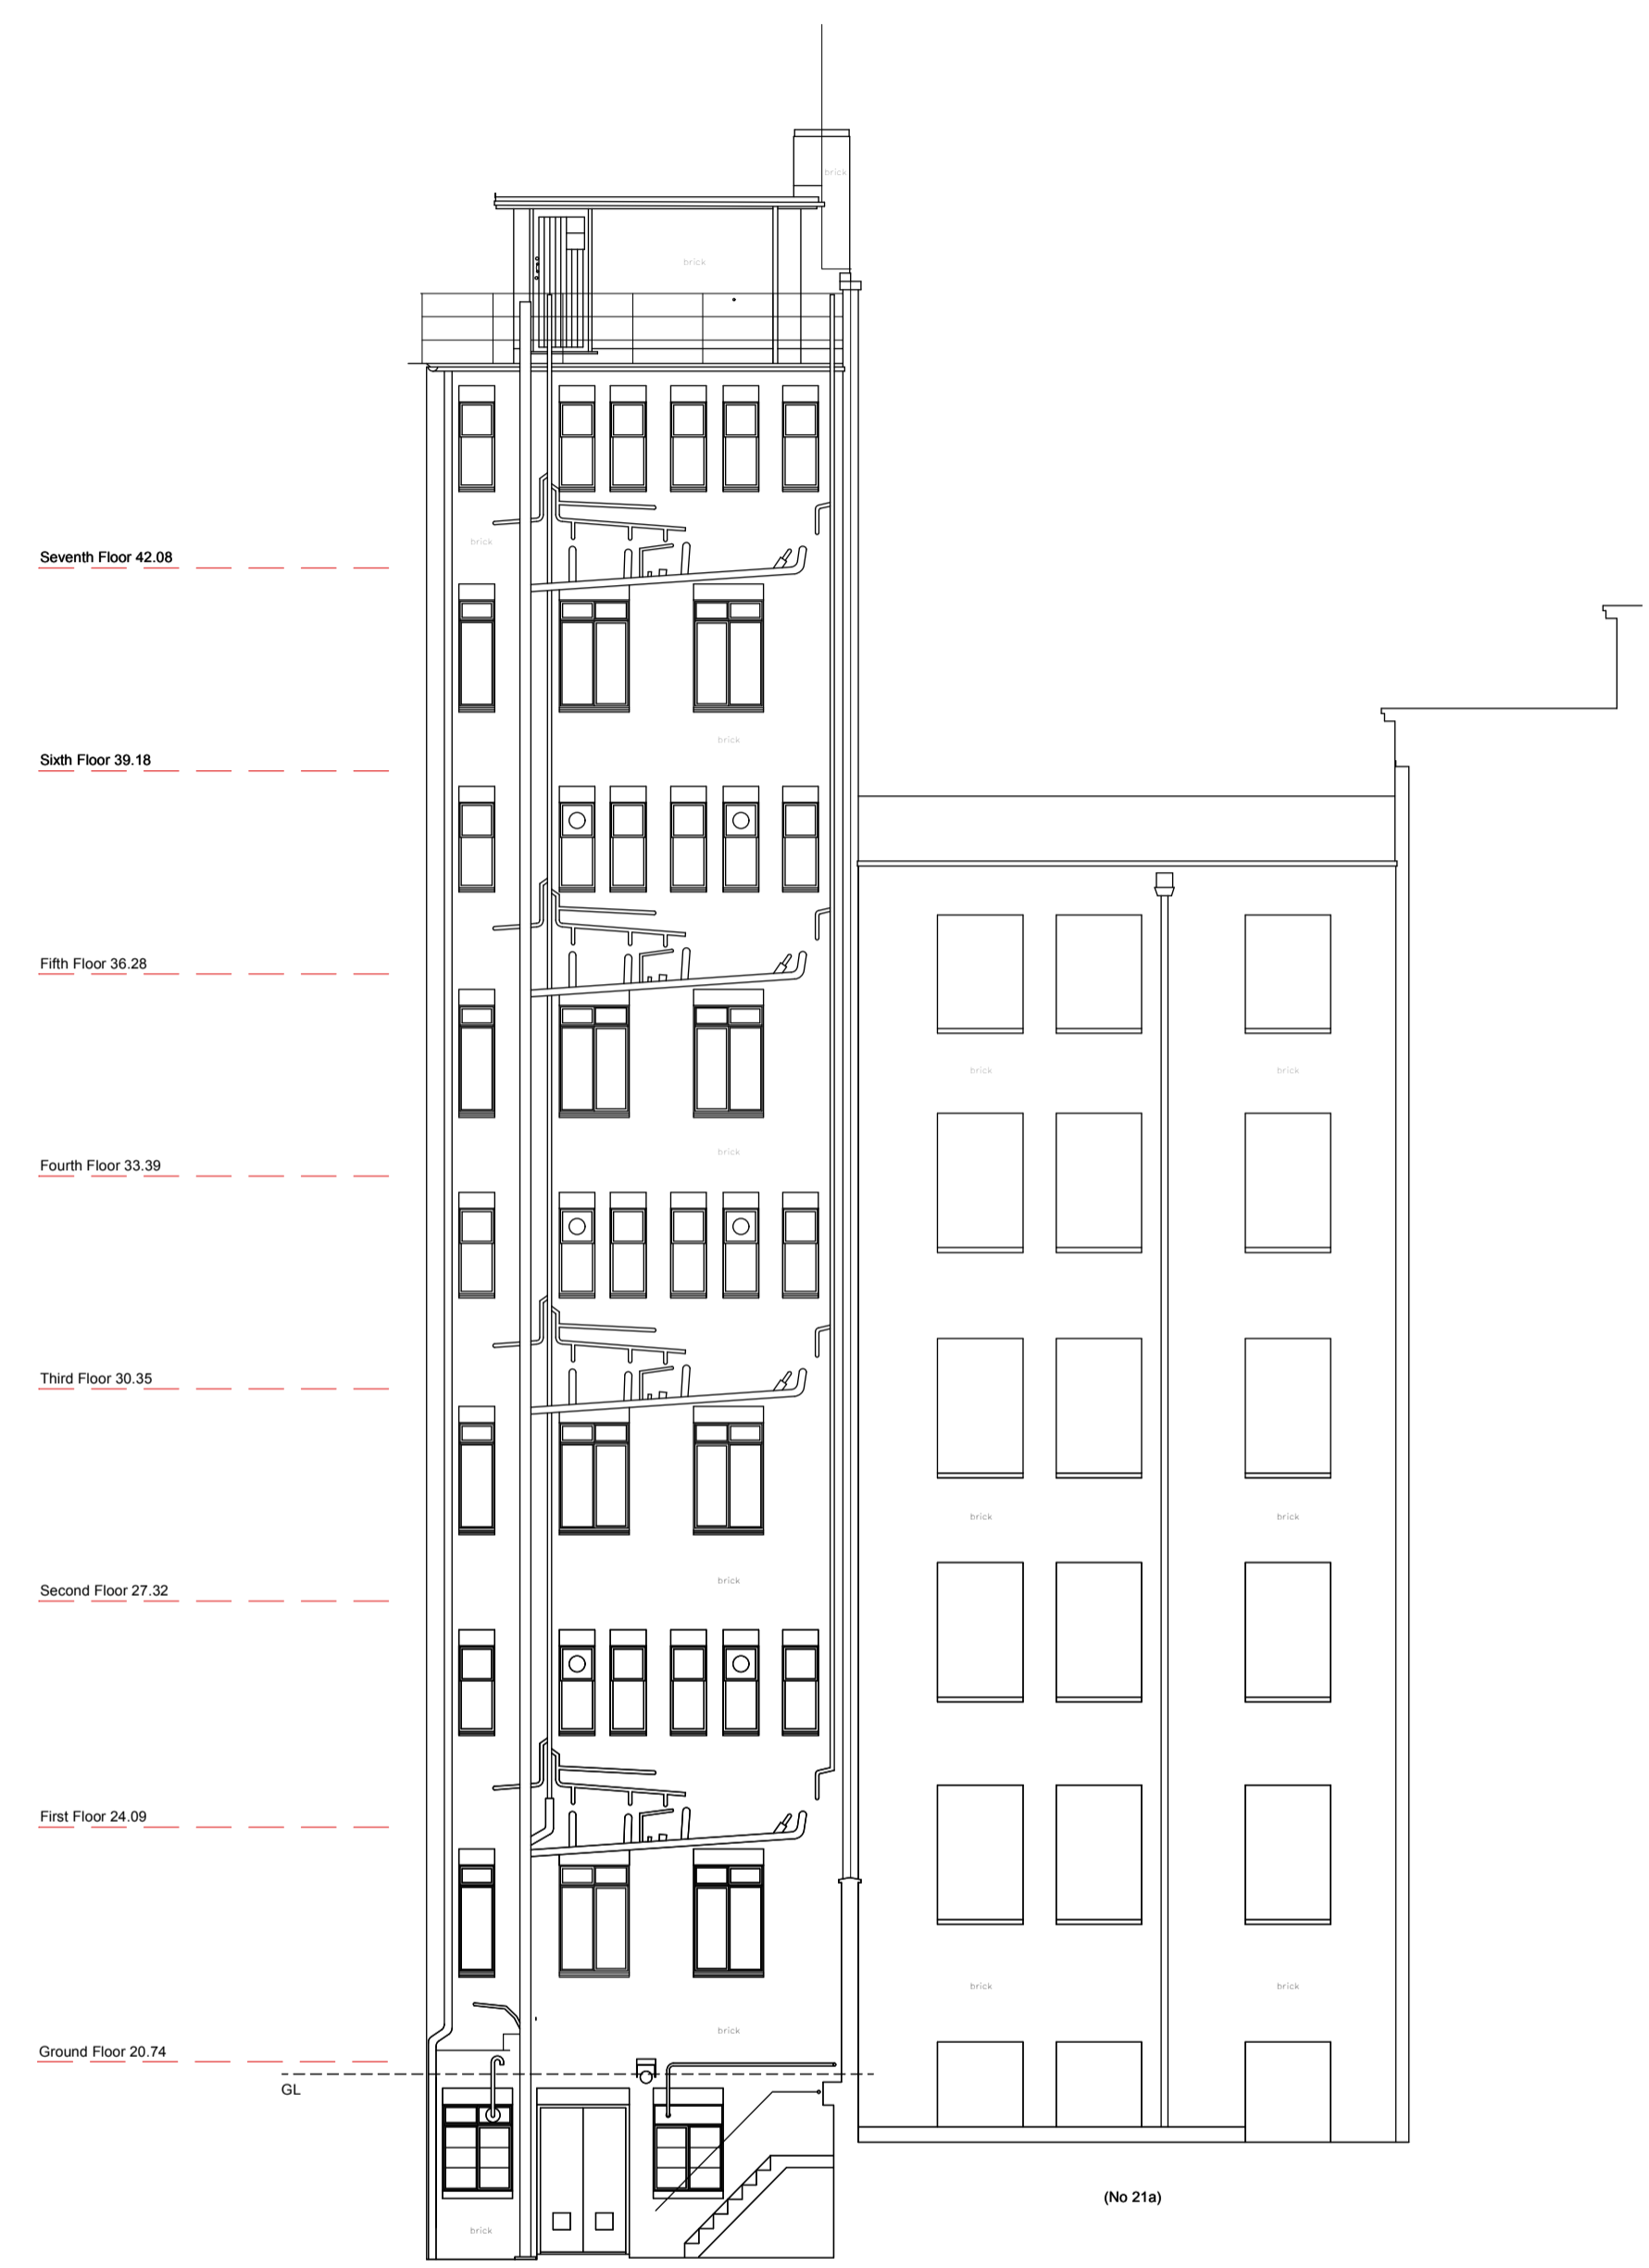 brick
brick
brick
Seventh Floor 42.08
brick
Sixth Floor 39.18
Fifth Floor 36.28
brick
brick
brick
Fourth Floor 33.39
Third Floor 30.35
brick
brick
brick
Second Floor 27.32
First Floor 24.09
brick
brick
brick
Ground Floor 20.74
GL
(No 21a)
brick